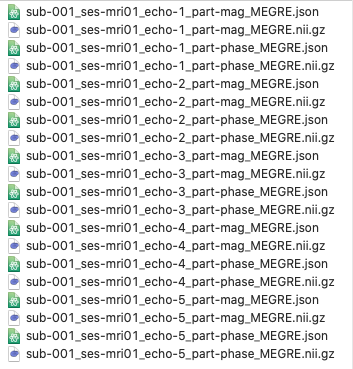 sub-001_ses-mri01_echo-1_part-mag_MEGRE.json
sub-001_ses-mri01_echo-1_part-mag_MEGRE.nii.gz
sub-001_ses-mri01_echo-1_part-phase_MEGRE.json
sub-001_ses-mri01_echo-1_part-phase_MEGRE.nii.gz
sub-001_ses-mri01_echo-2_part-mag_MEGRE.json
sub-001_ses-mri01_echo-2_part-mag_MEGRE.nii.gz
sub-001_ses-mri01_echo-2_part-phase_MEGRE.json
sub-001_ses-mri01_echo-2_part-phase_MEGRE.nii.gz
sub-001_ses-mri01_echo-3_part-mag_MEGRE.json
sub-001_ses-mri01_echo-3_part-mag_MEGRE.nii.gz
sub-001_ses-mri01_echo-3_part-phase_MEGRE.json
sub-001_ses-mri01_echo-3_part-phase_MEGRE.nii.gz
sub-001_ses-mri01_echo-4_part-mag_MEGRE.json
sub-001_ses-mri01_echo-4_part-mag_MEGRE.nii.gz
sub-001_ses-mri01_echo-4_part-phase_MEGRE.json
sub-001_ses-mri01_echo-4_part-phase_MEGRE.nii.gz
sub-001_ses-mri01_echo-5_part-mag_MEGRE.json
sub-001_ses-mri01_echo-5_part-mag_MEGRE.nii.gz
sub-001_ses-mri01_echo-5_part-phase_MEGRE.json
sub-001_ses-mri01_echo-5_part-phase_MEGRE.nii.gz